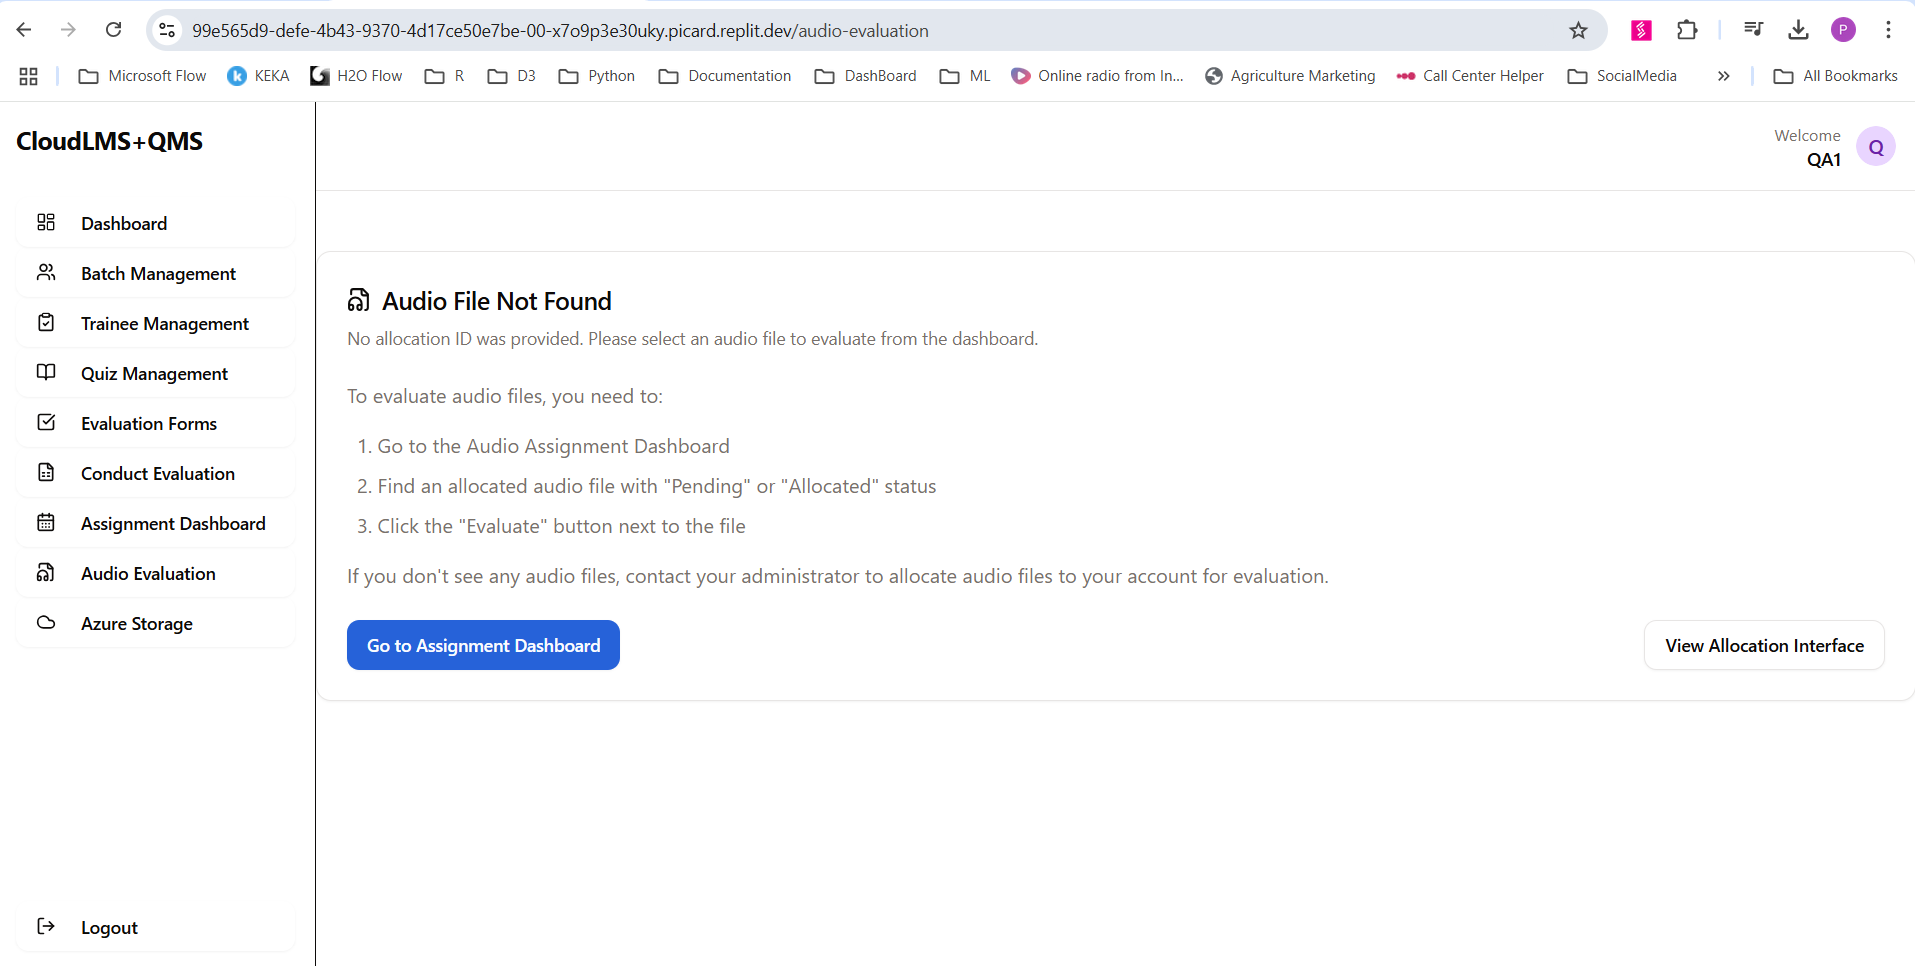 99e565d9-defe-4b43-9370-4d17ce50e7be-00-x7o9p3e30uky.picard.replit.dev/audio-evaluation
P
Microsoft Flow
k KEKA
H2O Flow
R
D3
Python
Documentation
DashBoard
ML
Online radio from In...
Agriculture Marketing
Call Center Helper
SocialMedia
»
All Bookmarks
CloudLMS+QMS
Welcome
QA1
Q
Dashboard
Batch Management
Trainee Management
Quiz Management
Evaluation Forms
Conduct Evaluation
Assignment Dashboard
Audio Evaluation
Azure Storage
Logout
Audio File Not Found
No allocation ID was provided. Please select an audio file to evaluate from the dashboard.
To evaluate audio files, you need to:
1. Go to the Audio Assignment Dashboard
2. Find an allocated audio file with "Pending" or "Allocated" status
3. Click the "Evaluate" button next to the file
If you don't see any audio files, contact your administrator to allocate audio files to your account for evaluation.
Go to Assignment Dashboard
View Allocation Interface